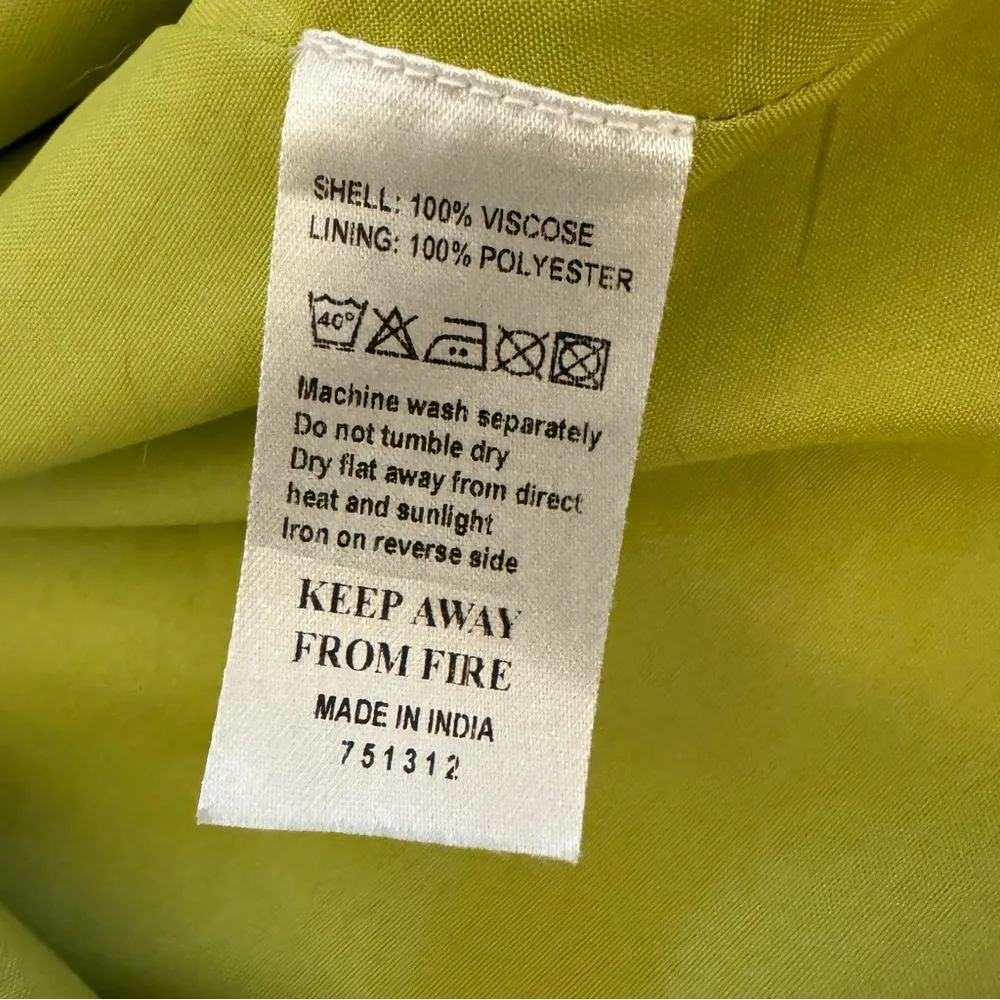 SHELL: 100% VISCOSE
LINING: 100% POLYESTER
40°
Machine wash separately
Do not tumble dry
Dry flat away from direct
heat and sunlight
Iron on reverse side
KEEP AWAY
FROM FIRE
MADE IN INDIA
751312